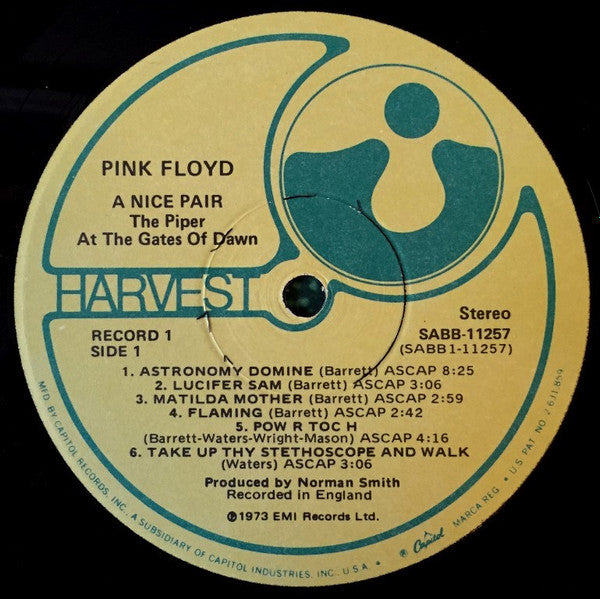 PINK FLOYD
A NICE PAIR
The Piper
At The Gates Of Dawn
HARVEST
Stereo
SABB-11257
(SABB1-11257)
RECORD 1
SIDE 1
1. ASTRONOMY DOMINE (Barrett) ASCAP 8:25
2. LUCIFER SAM (Barrett) ASCAP 3:06
3. MATILDA MOTHER (Barrett) ASCAP 2:59
4. FLAMING (Barrett) ASCAP 2:42
5. POW R TOC H
(Barrett-Waters-Wright-Mason) ASCAP 4:16
6. TAKE UP THY STETHOSCOPE AND WALK
(Waters) ASCAP 3:06
Produced by Norman Smith
Recorded in England
℗1973 EMI Records Ltd.
MFD. BY CAPITOL RECORDS, INC., A SUBSIDIARY OF CAPITOL INDUSTRIES, INC., U.S.A. • ® Capitol MARCA REG. • U.S. PAT. NO. 2,631,859